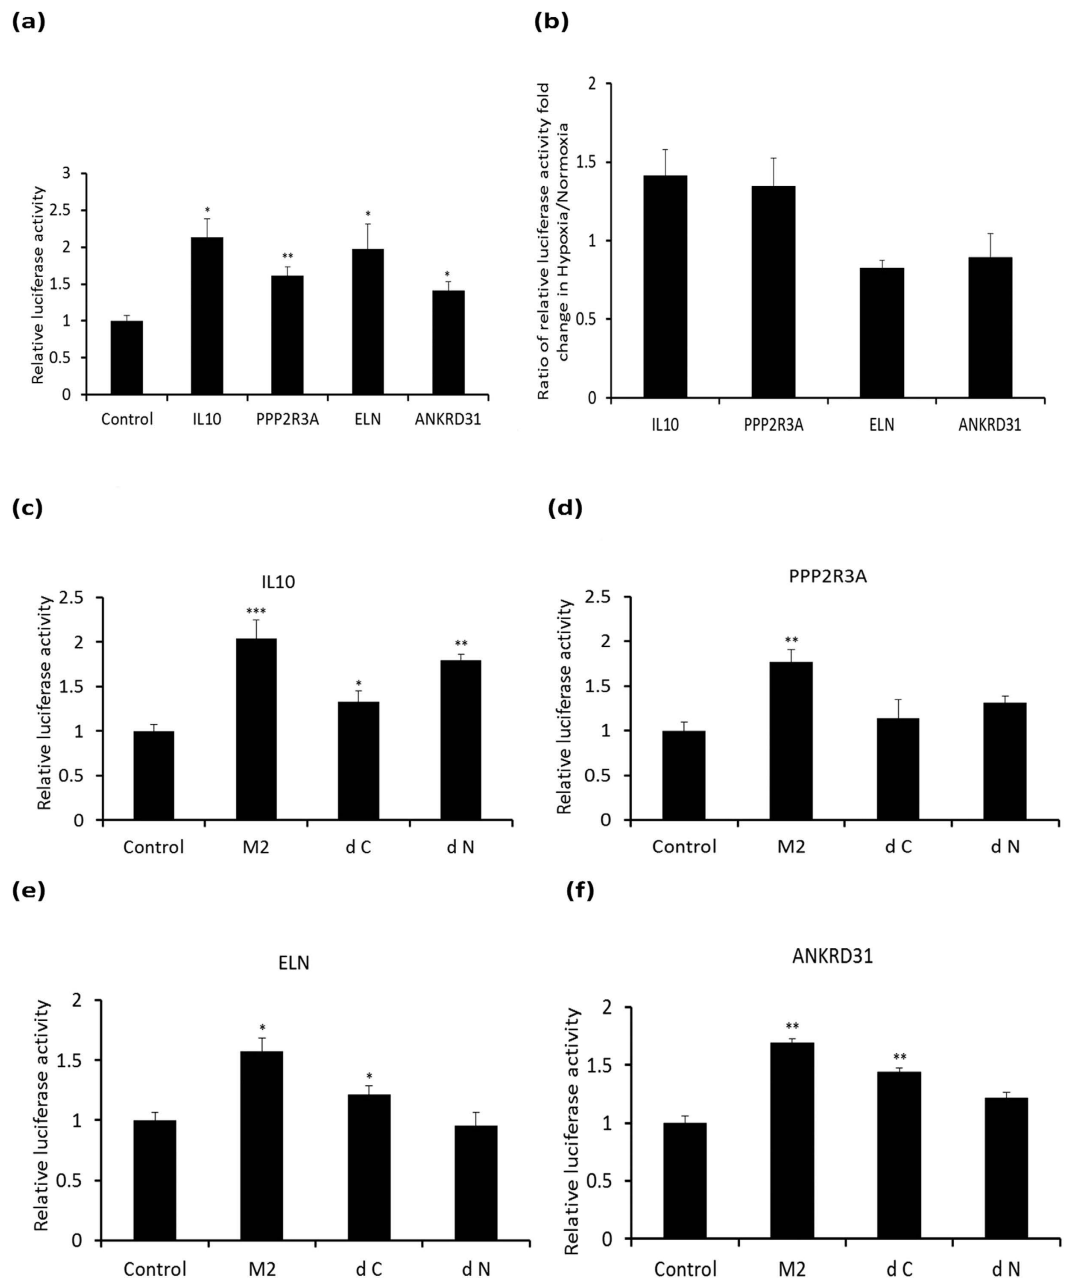 (a)
Relative luciferase activity
3
2.5
2
1.5
1
0.5
0
*
**
*
*
Control IL10 PPP2R3A ELN ANKRD31
(b)
Ratio of relative luciferase activity fold
change in Hypoxia/Normoxia
2
1.5
1
0.5
0
IL10 PPP2R3A ELN ANKRD31
(c)
IL10
Relative luciferase activity
2.5
2
1.5
1
0.5
0
***
*
**
Control M2 d C d N
(d)
PPP2R3A
Relative luciferase activity
2.5
2
1.5
1
0.5
0
**
Control M2 d C d N
(e)
ELN
Relative luciferase activity
2
1.5
1
0.5
0
*
*
Control M2 d C d N
(f)
ANKRD31
Relative luciferase activity
2
1.5
1
0.5
0
**
**
Control M2 d C d N